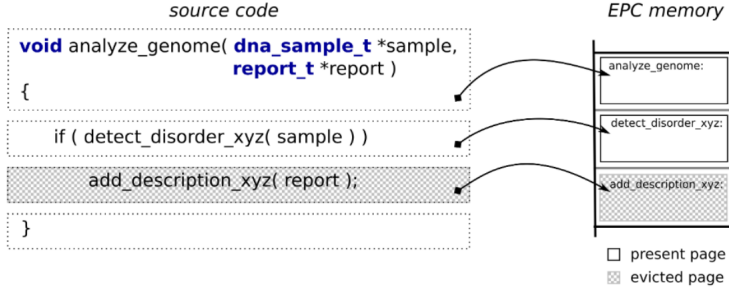 source code
void analyze_genome( dna_sample_t *sample,
report_t *report )
{
if ( detect_disorder_xyz( sample ) )
add_description_xyz( report );
}
EPC memory
analyze_genome:
detect_disorder_xyz:
add_description_xyz:
present page
evicted page